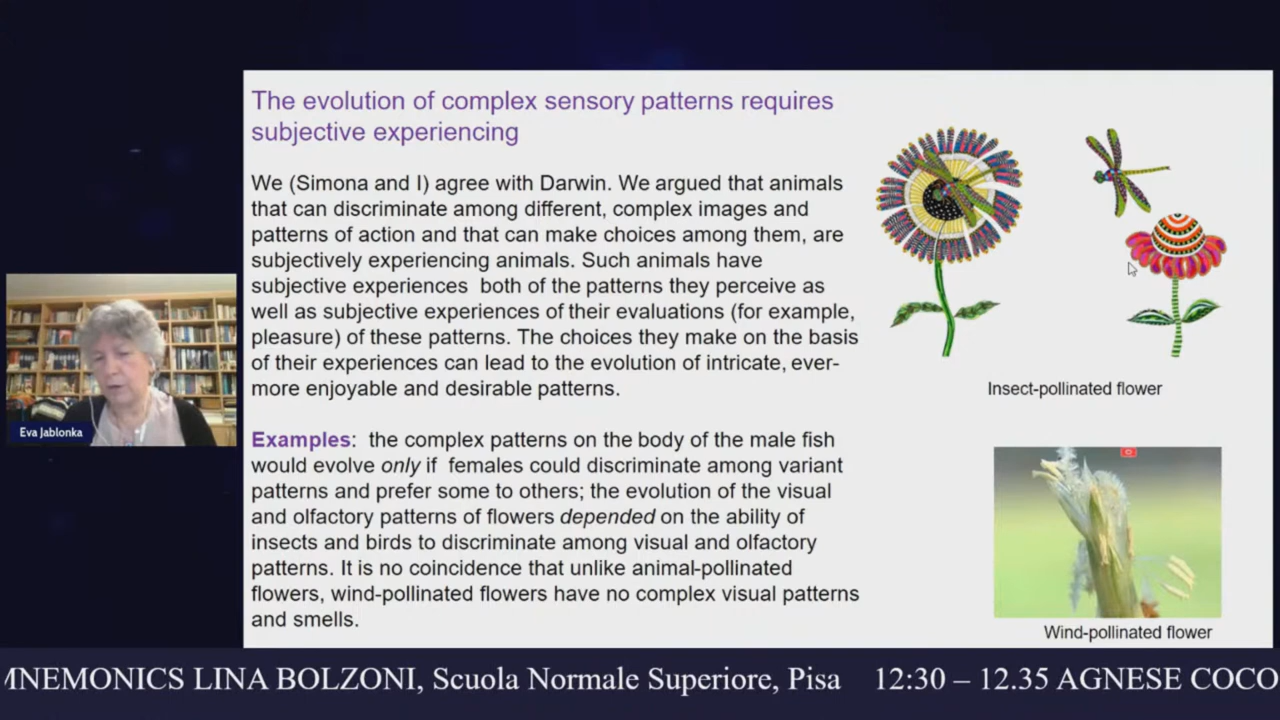 The evolution of complex sensory patterns requires
subjective experiencing
We (Simona and I) agree with Darwin. We argued that animals
that can discriminate among different, complex images and
patterns of action and that can make choices among them, are
subjectively experiencing animals. Such animals have
subjective experiences both of the patterns they perceive as
well as subjective experiences of their evaluations (for example,
pleasure) of these patterns. The choices they make on the basis
of their experiences can lead to the evolution of intricate, ever-
more enjoyable and desirable patterns.
Examples: the complex patterns on the body of the male fish
would evolve only if females could discriminate among variant
patterns and prefer some to others; the evolution of the visual
and olfactory patterns of flowers depended on the ability of
insects and birds to discriminate among visual and olfactory
patterns. It is no coincidence that unlike animal-pollinated
flowers, wind-pollinated flowers have no complex visual patterns
and smells.
Insect-pollinated flower
Wind-pollinated flower
Eva Jablonka
MNEMONICS LINA BOLZONI, Scuola Normale Superiore, Pisa 12:30 – 12.35 AGNESE COCO